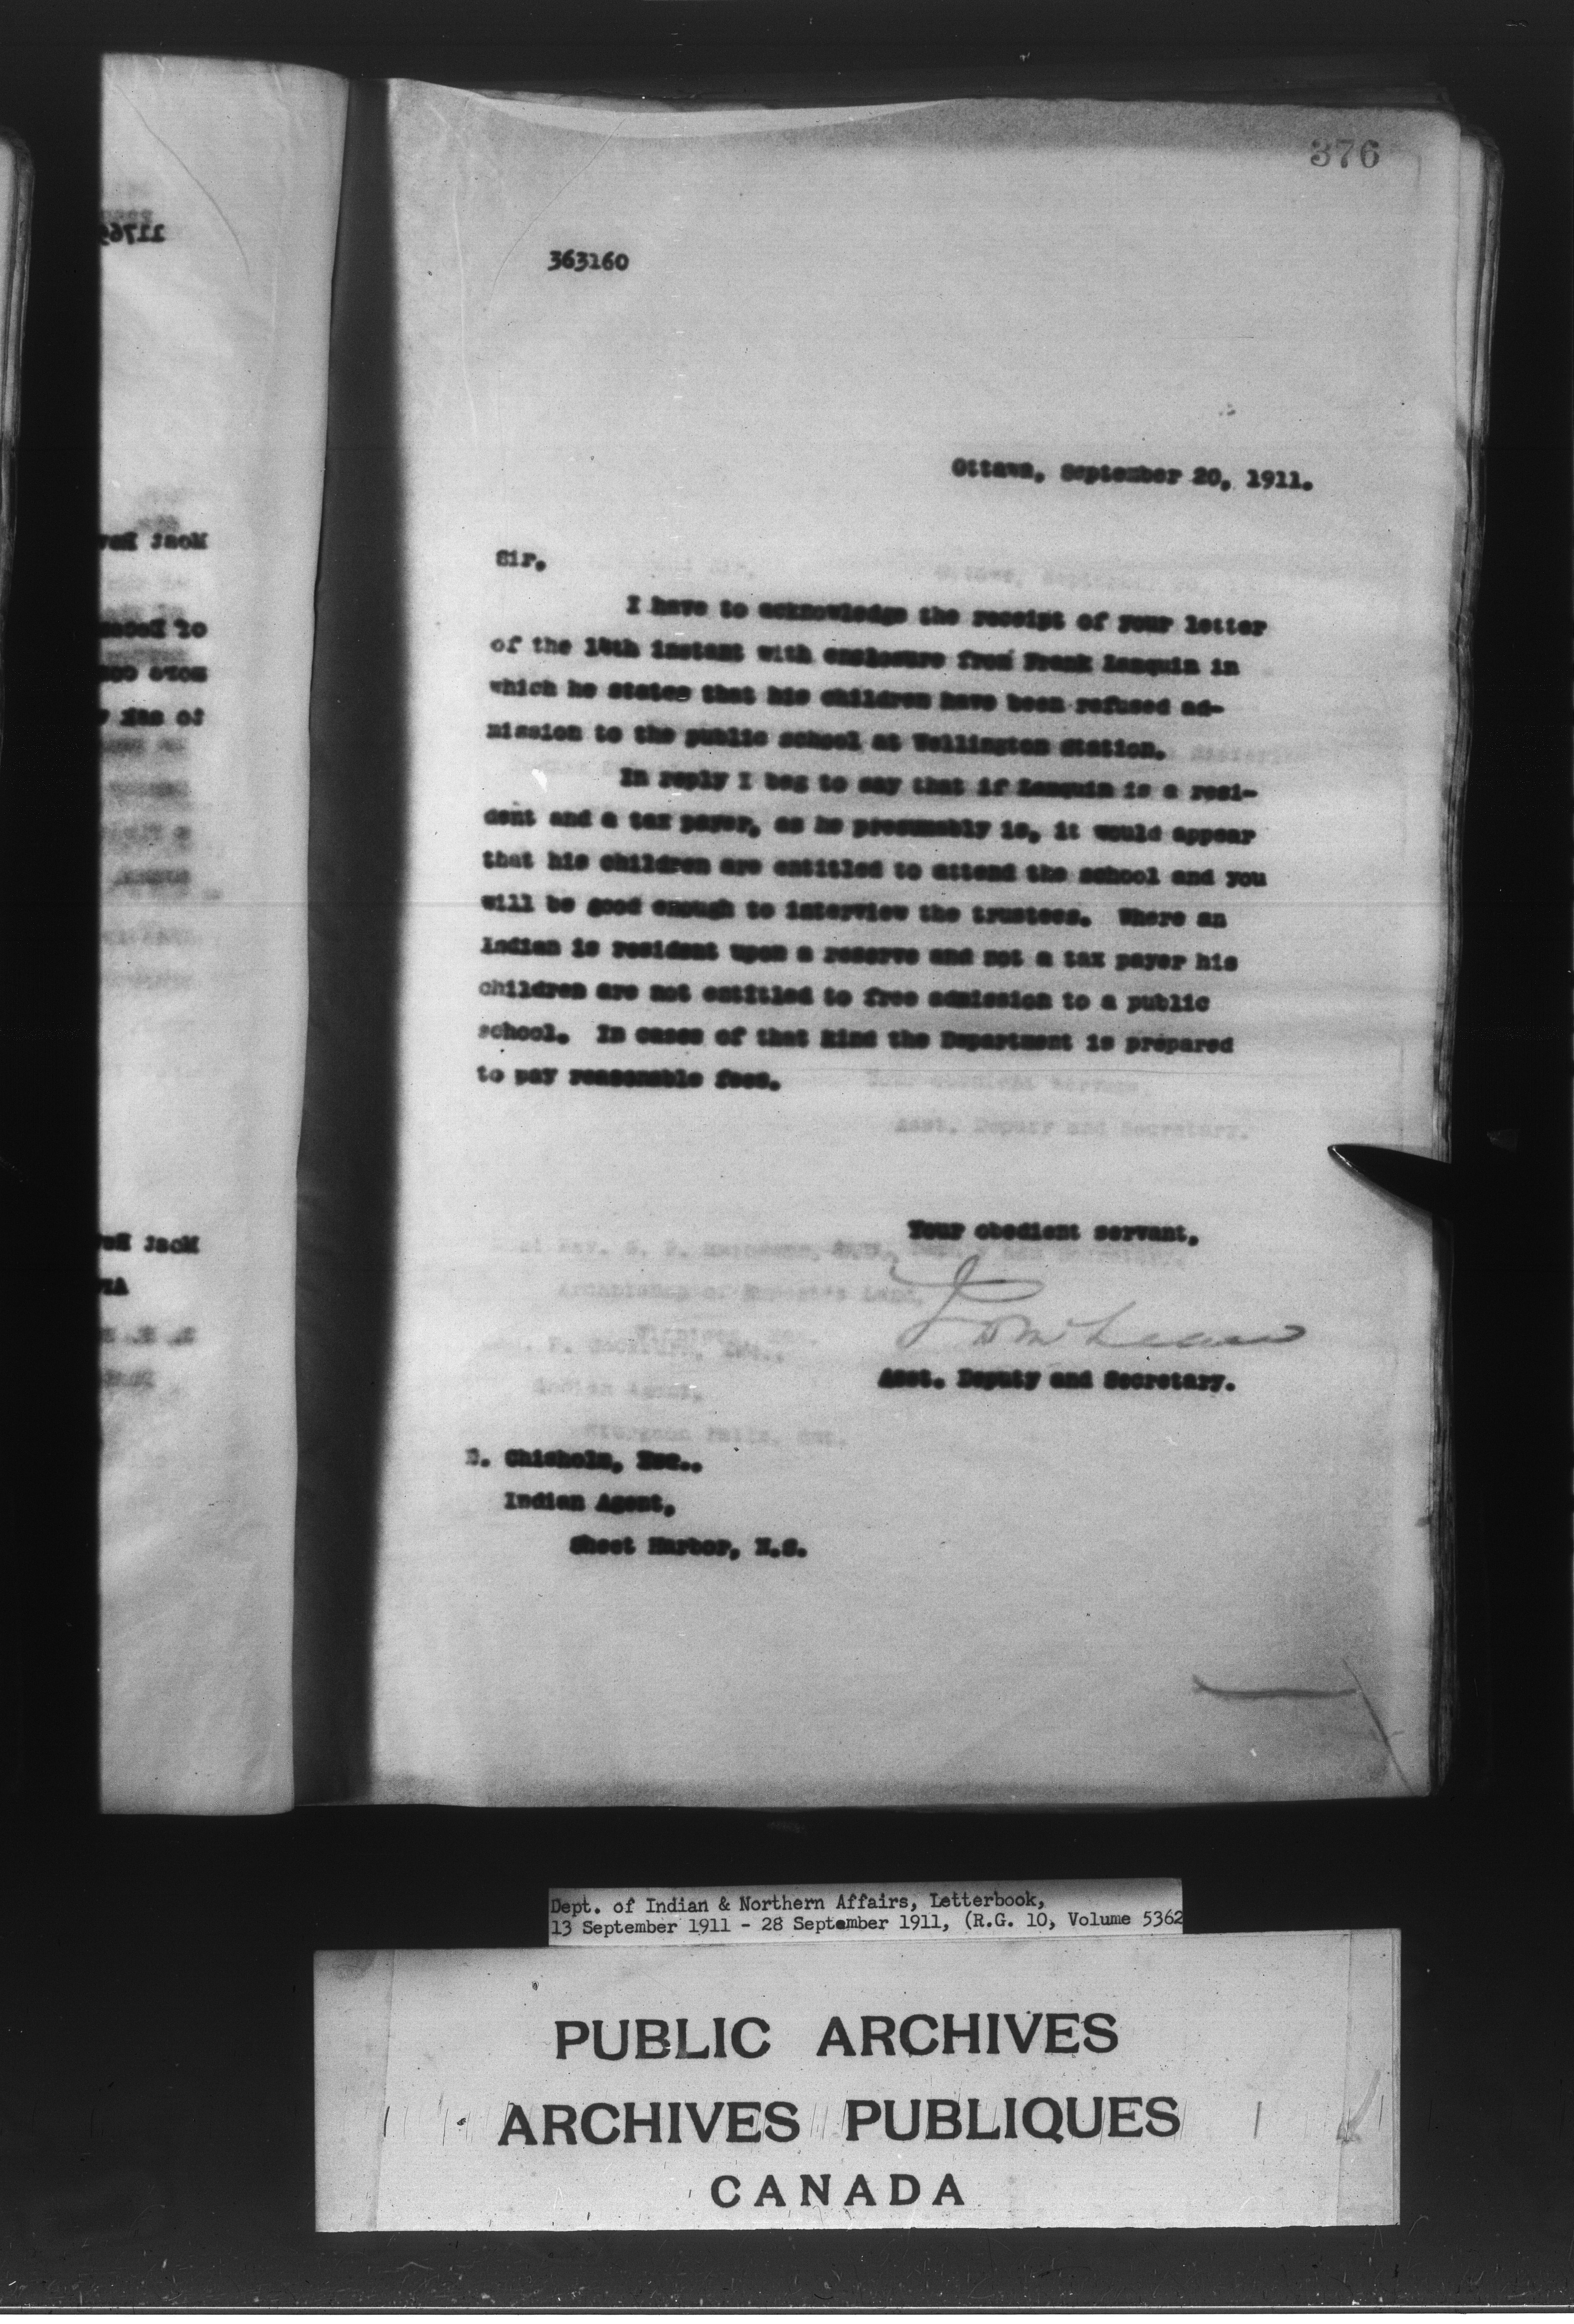 376
363160
Ottawa, September 20, 1911.
Sir,
I have to acknowledge the receipt of your letter
of the 14th instant with enclosure from Frank in
which he states that his children have been refused ad-
mission to the public school at Wellington Station.
In reply I beg to say that if is a resi-
dent and a tax payer, as he presumably is, it would appear
that his children are entitled to attend the school and you
will be good enough to interview the trustees. Where an
Indian is resident upon a reserve and not a tax payer his
children are not entitled to free admission to a public
school. In cases of that kind the Department is prepared
to pay reasonable fees.
Your obedient servant,
J D McLean
Asst. Deputy and Secretary.
D. Chisholm, Esq.,
Indian Agent,
Sheet Harbor, N.S.
Dept. of Indian & Northern Affairs, Letterbook,
13 September 1911 - 28 September 1911, (R.G. 10, Volume 5362
PUBLIC ARCHIVES
ARCHIVES PUBLIQUES
CANADA